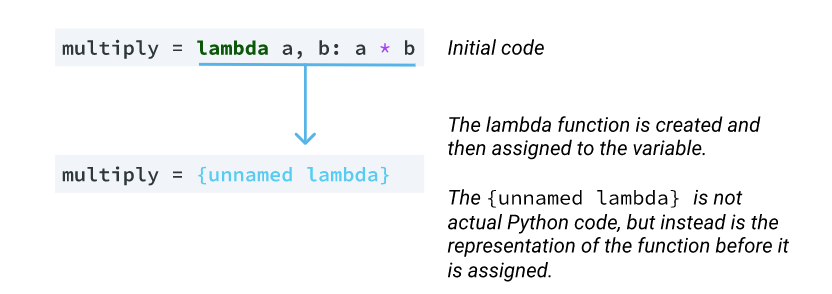 multiply = lambda a, b: a * b
Initial code
The lambda function is created and
then assigned to the variable.
multiply = {unnamed lambda}
The {unnamed lambda} is not
actual Python code, but instead is the
representation of the function before it
is assigned.